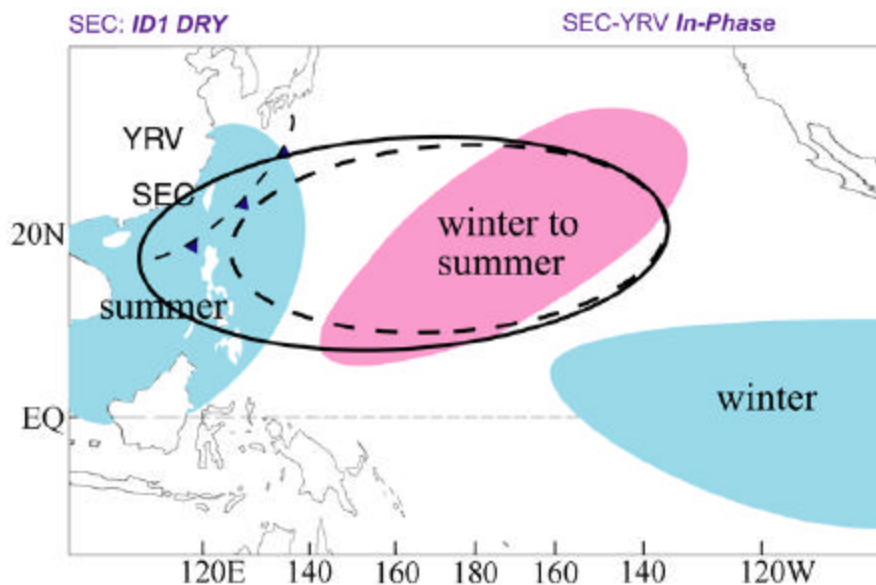 SEC: ID1 DRY
SEC-YRV In-Phase
YRV
SEC
20N
winter to
summer
summer
winter
EQ
120E 140 160 180 160 140 120W